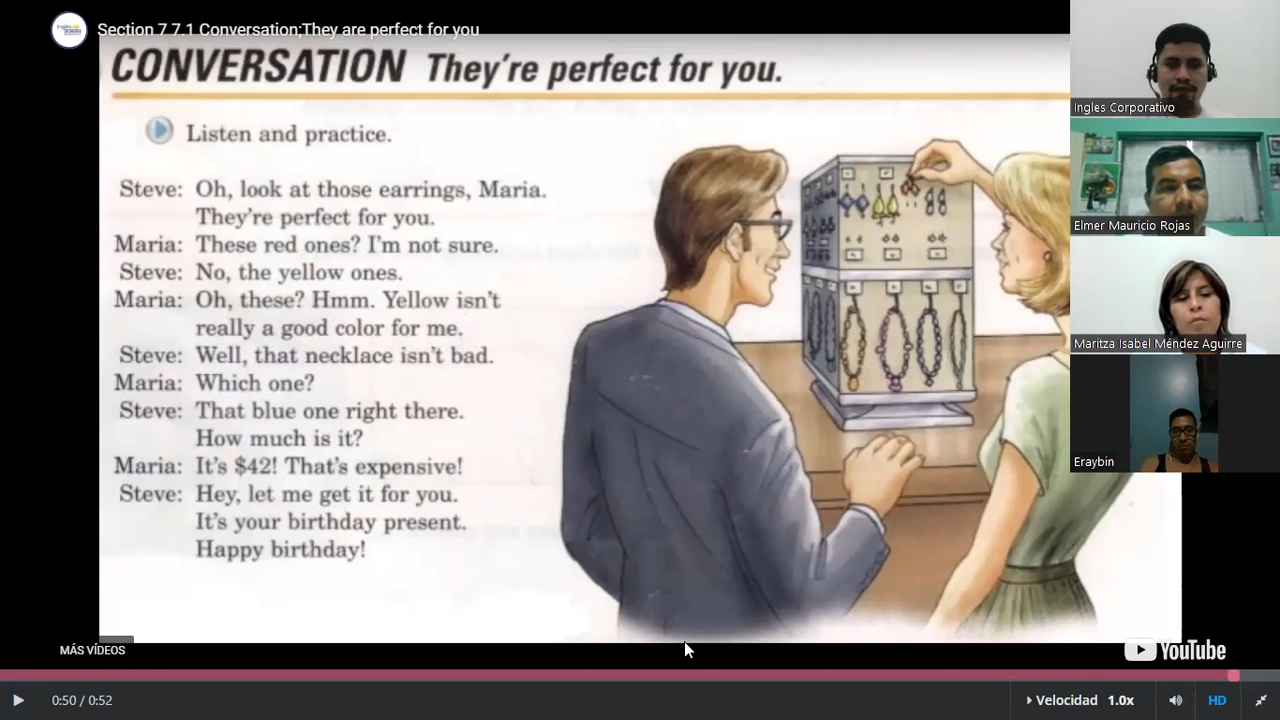 Section 7 7.1 Conversation;They are perfect for you
CONVERSATION They're perfect for you.
Listen and practice.
Steve: Oh, look at those earrings, Maria.
They're perfect for you.
Maria: These red ones? I'm not sure.
Steve: No, the yellow ones.
Maria: Oh, these? Hmm. Yellow isn't
really a good color for me.
Steve: Well, that necklace isn't bad.
Maria: Which one?
Steve: That blue one right there.
How much is it?
Maria: It's $42! That's expensive!
Steve: Hey, let me get it for you.
It's your birthday present.
Happy birthday!
Ingles Corporativo
Elmer Mauricio Rojas
Maritza Isabel Méndez Aguirre
Eraybin
MÁS VÍDEOS
YouTube
0:50 / 0:52
Velocidad 1.0x
HD